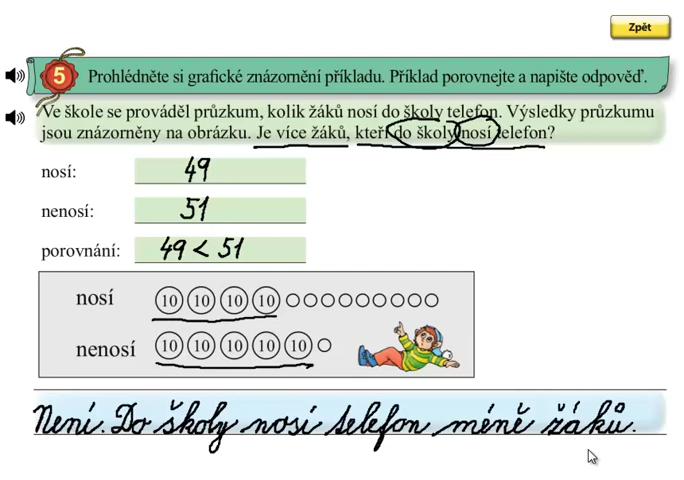 Zpět
5 Prohlédněte si grafické znázornění příkladu. Příklad porovnejte a napište odpověď.
Ve škole se prováděl průzkum, kolik žáků nosí do školy telefon. Výsledky průzkumu
jsou znázorněny na obrázku. Je více žáků, kteří do školy nosí telefon?
nosí: 49
nenosí: 51
porovnání: 49 < 51
nosí 10 10 10 10
nenosí 10 10 10 10 10
Není. Do školy nosí telefon méně žáků.